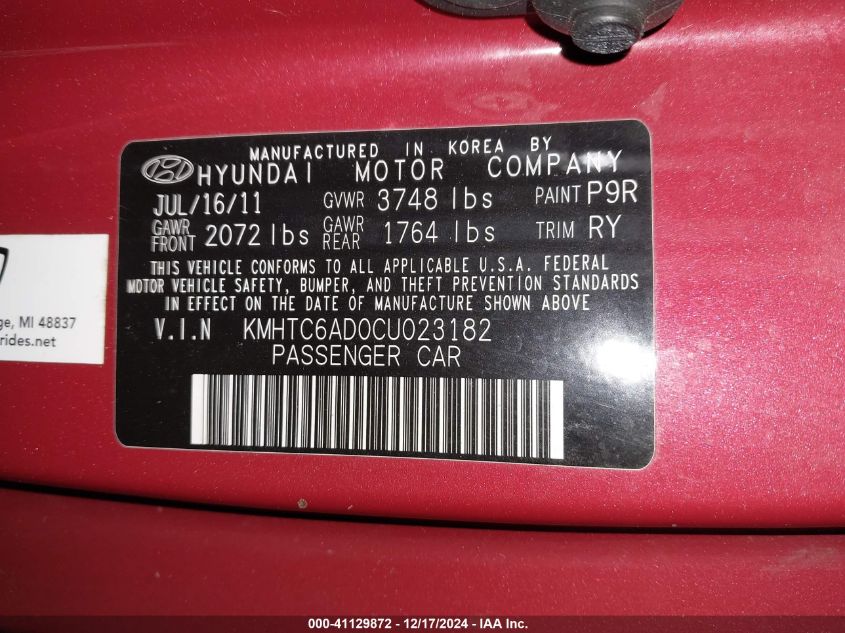 MANUFACTURED IN KOREA BY
HYUNDAI MOTOR COMPANY
JUL/16/11 GVWR 3748 lbs PAINT P9R
GAWR FRONT 2072 lbs GAWR REAR 1764 lbs TRIM RY
THIS VEHICLE CONFORMS TO ALL APPLICABLE U.S.A. FEDERAL
MOTOR VEHICLE SAFETY, BUMPER, AND THEFT PREVENTION STANDARDS
IN EFFECT ON THE DATE OF MANUFACTURE SHOWN ABOVE
V.I.N KMHTC6AD0CU023182
PASSENGER CAR
ge, MI 48837
rides.net
000-41129872 - 12/17/2024 - IAA Inc.